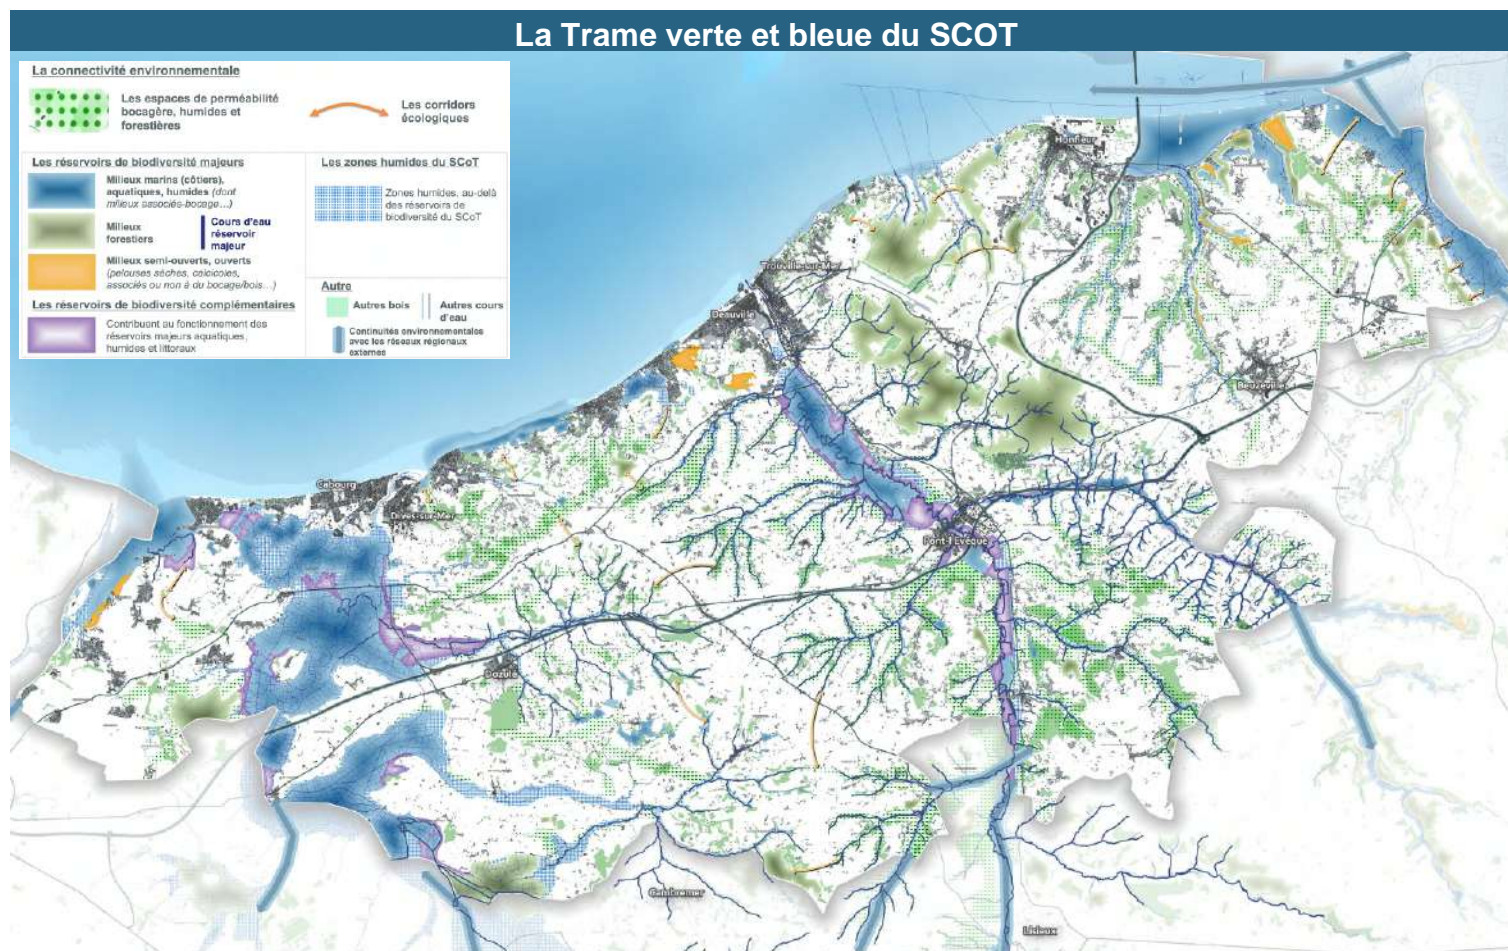 La Trame verte et bleue du SCOT
La connectivité environnementale
Les espaces de perméabilité
bocagère, humides et
forestières
Les corridors
écologiques
Les réservoirs de biodiversité majeurs
Milieux marins (côtiers),
aquatiques, humides (dont
milieux associés-bocage…)
Milieux
forestiers
Cours d'eau
réservoir
majeur
Milieux semi-ouverts, ouverts
(pelouses sèches, calcicoles,
associés ou non à du bocage/bois…)
Les réservoirs de biodiversité complémentaires
Contribuant au fonctionnement des
réservoirs majeurs aquatiques,
humides et littoraux
Les zones humides du SCoT
Zones humides, au-delà
des réservoirs de
biodiversité du SCoT
Autre
Autres bois
Autres cours
d'eau
Continuités environnementales
avec les réseaux régionaux
externes
Honfleur
Trouville-sur-Mer
Deauville
Beuzeville
Cabourg
Dives-sur-Mer
Pont-l'Evêque
Dozulé
Cambremer
Lisieux